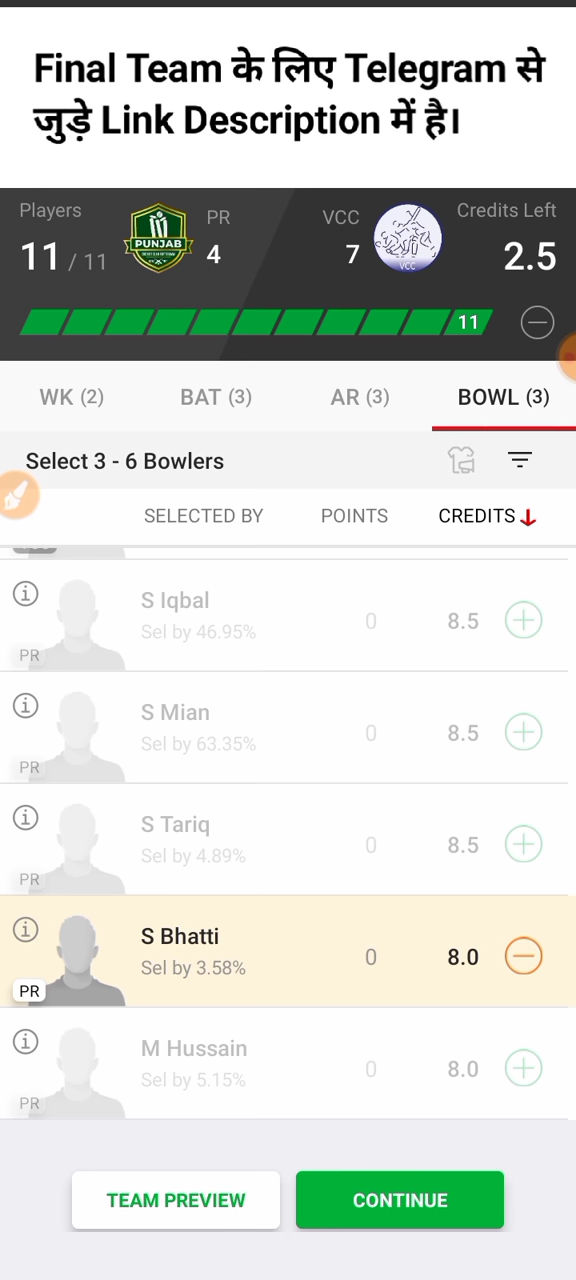 Final Team के लिए Telegram से
जुड़े Link Description में है।
Players
PR
VCC
Credits Left
11 / 11
PUNJAB
4
7
VCC
2.5
11
WK (2)
BAT (3)
AR (3)
BOWL (3)
Select 3 - 6 Bowlers
SELECTED BY
POINTS
CREDITS
S Iqbal
Sel by 46.95%
0
8.5
PR
S Mian
Sel by 63.35%
0
8.5
PR
S Tariq
Sel by 4.89%
0
8.5
PR
S Bhatti
Sel by 3.58%
0
8.0
PR
M Hussain
Sel by 5.15%
0
8.0
PR
TEAM PREVIEW
CONTINUE